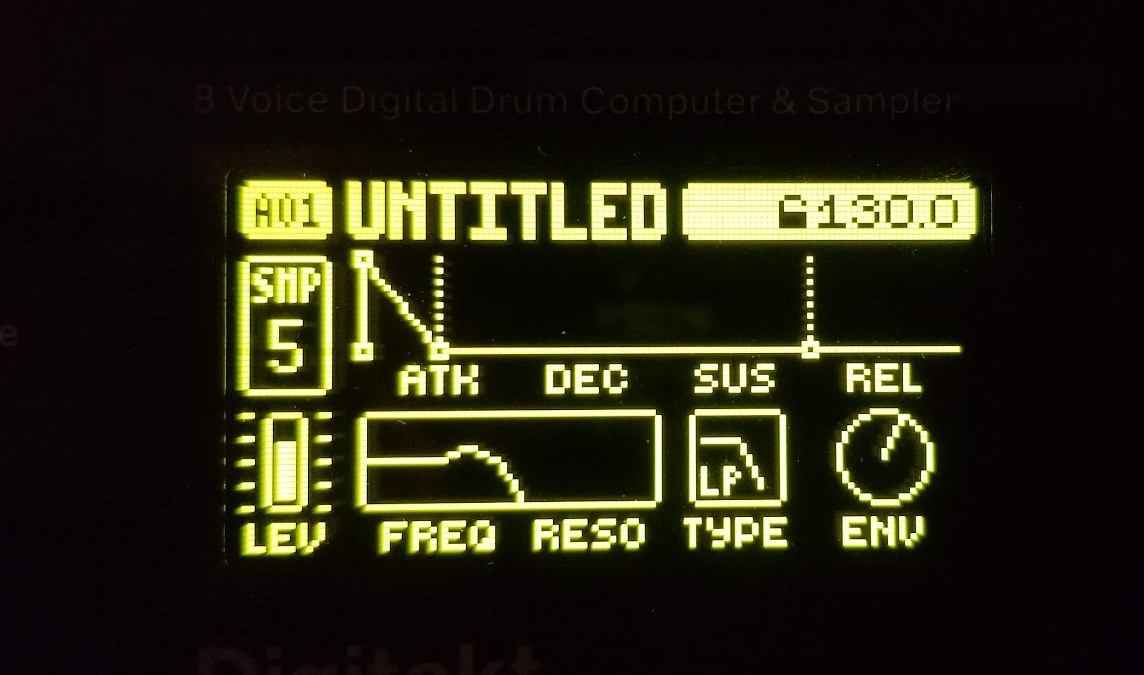 8 Voice Digital Drum Computer & Sampler
A01 UNTITLED 130.0
SMP
5
ATK DEC SUS REL
LP
LEV FREQ RESO TYPE ENV
Digitakt